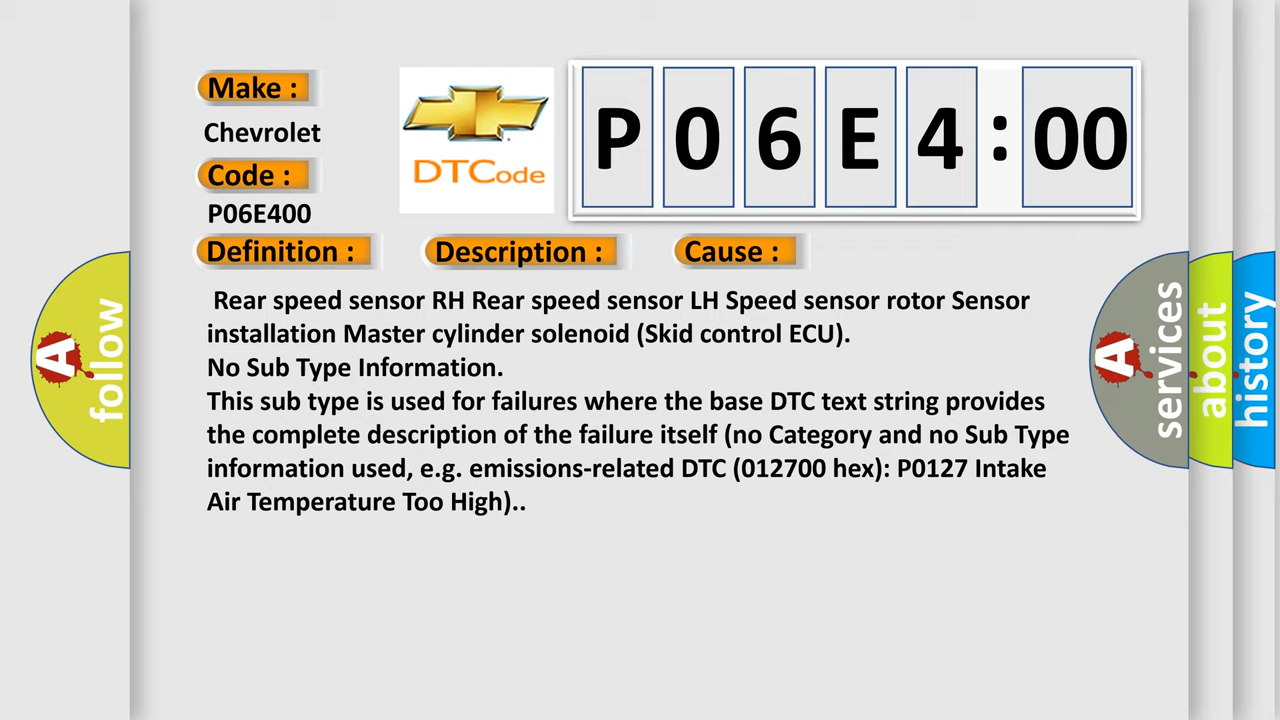 Make :
Chevrolet
Code :
P06E400
DTCode
P 0 6 E 4 : 00
Definition :
Description :
Cause :
Rear speed sensor RH Rear speed sensor LH Speed sensor rotor Sensor
installation Master cylinder solenoid (Skid control ECU).
No Sub Type Information.
This sub type is used for failures where the base DTC text string provides
the complete description of the failure itself (no Category and no Sub Type
information used, e.g. emissions-related DTC (012700 hex): P0127 Intake
Air Temperature Too High)..
A follow
A services
about
history